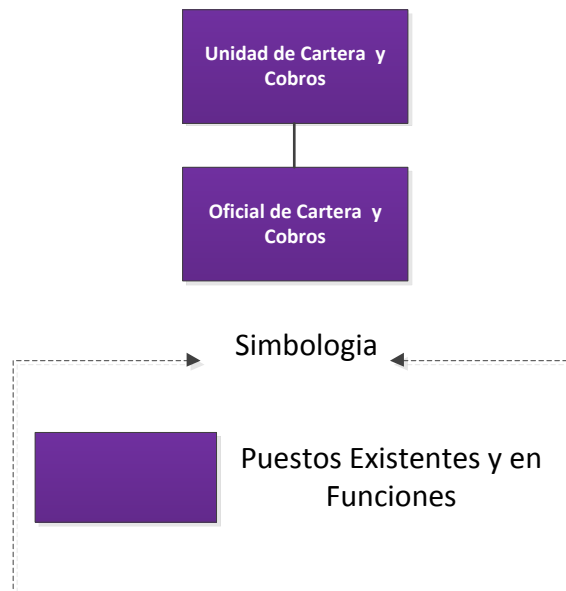 Unidad de Cartera y
Cobros
Oficial de Cartera y
Cobros
Simbologia
Puestos Existentes y en
Funciones